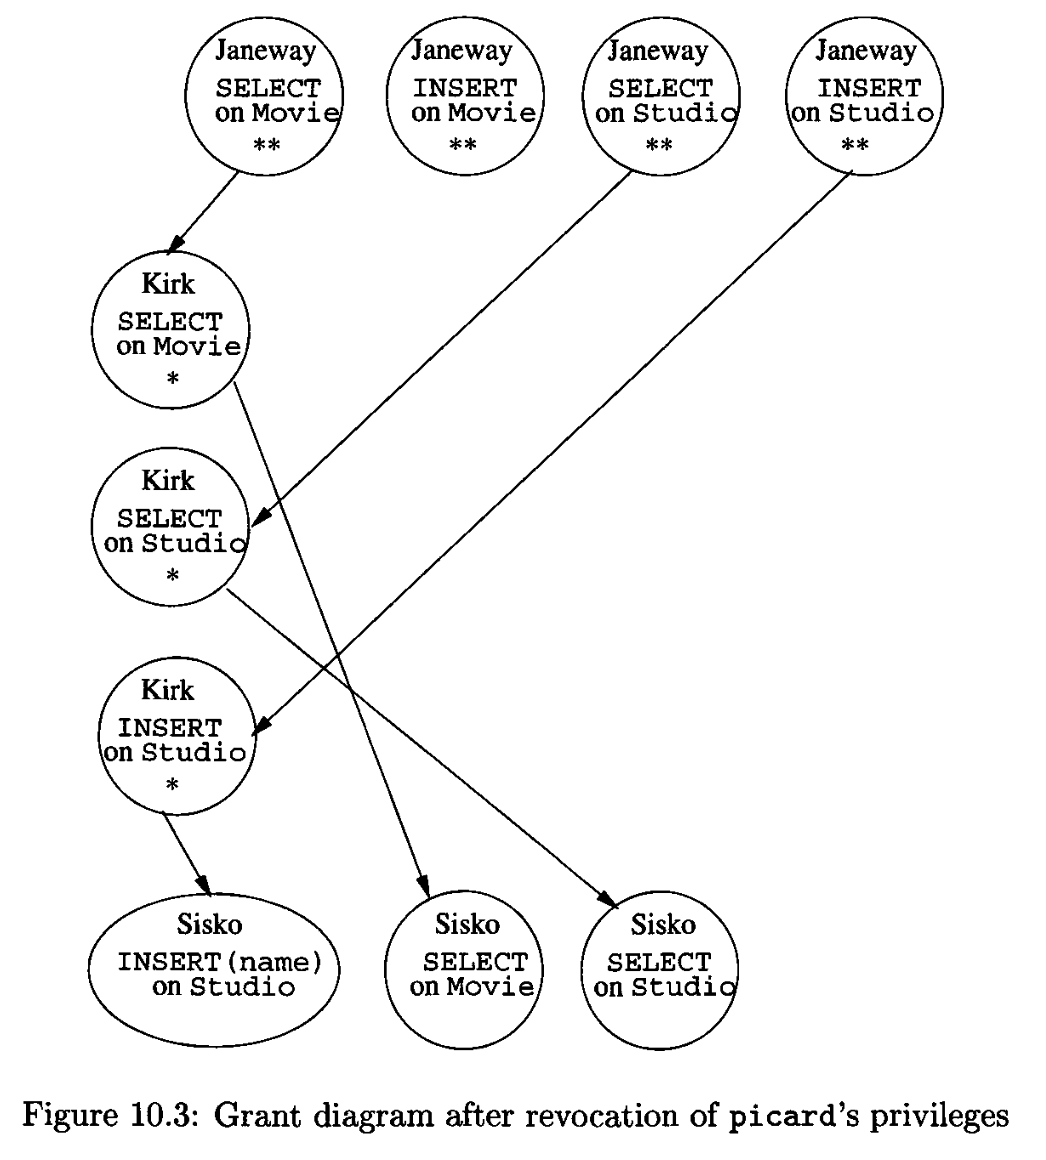 Janeway
SELECT
on Movie
**
Janeway
INSERT
on Movie
**
Janeway
SELECT
on Studio
**
Janeway
INSERT
on Studio
**
Kirk
SELECT
on Movie
*
Kirk
SELECT
on Studio
*
Kirk
INSERT
on Studio
*
Sisko
INSERT(name)
on Studio
Sisko
SELECT
on Movie
Sisko
SELECT
on Studio
Figure 10.3: Grant diagram after revocation of picard's privileges